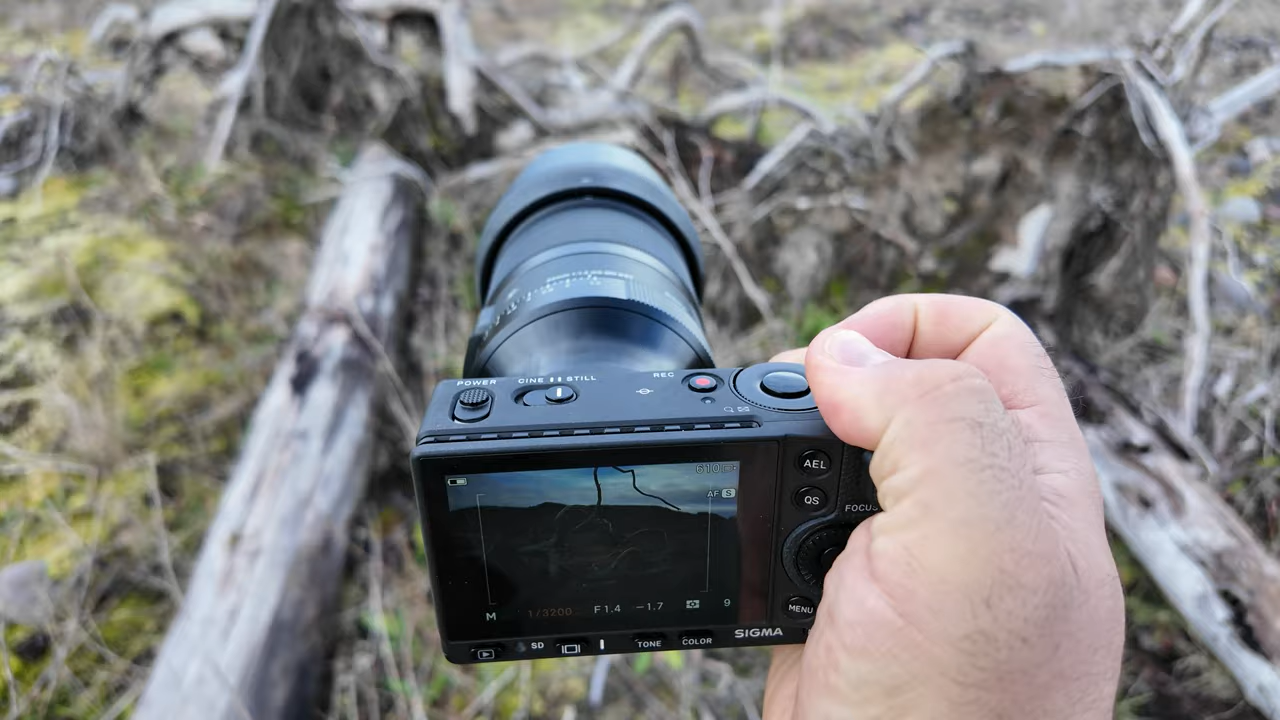 POWER
CINE STILL
REC
AEL
QS
FOCUS
MENU
610
AF S
M 1/3200 F1.4 −1.7 9
SD TONE COLOR
SIGMA